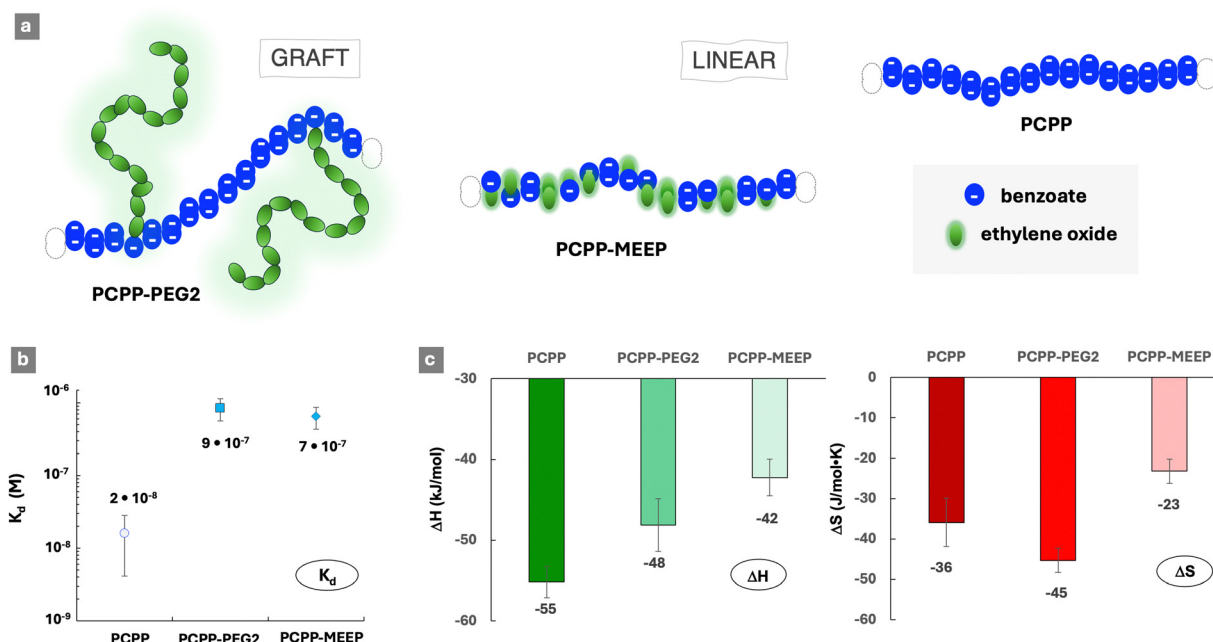 a
GRAFT
LINEAR
PCPP
PCPP-PEG2
PCPP-MEEP
benzoate
ethylene oxide
b
10⁻⁶
10⁻⁷
10⁻⁸
10⁻⁹
K_d (M)
9 • 10⁻⁷
7 • 10⁻⁷
2 • 10⁻⁸
K_d
PCPP
PCPP-PEG2
PCPP-MEEP
c
PCPP
PCPP-PEG2
PCPP-MEEP
-30
-40
-50
-60
ΔH (kJ/mol)
-42
-48
-55
ΔH
PCPP
PCPP-PEG2
PCPP-MEEP
0
-10
-20
-30
-40
-50
-60
ΔS (J/mol•K)
-23
-36
-45
ΔS